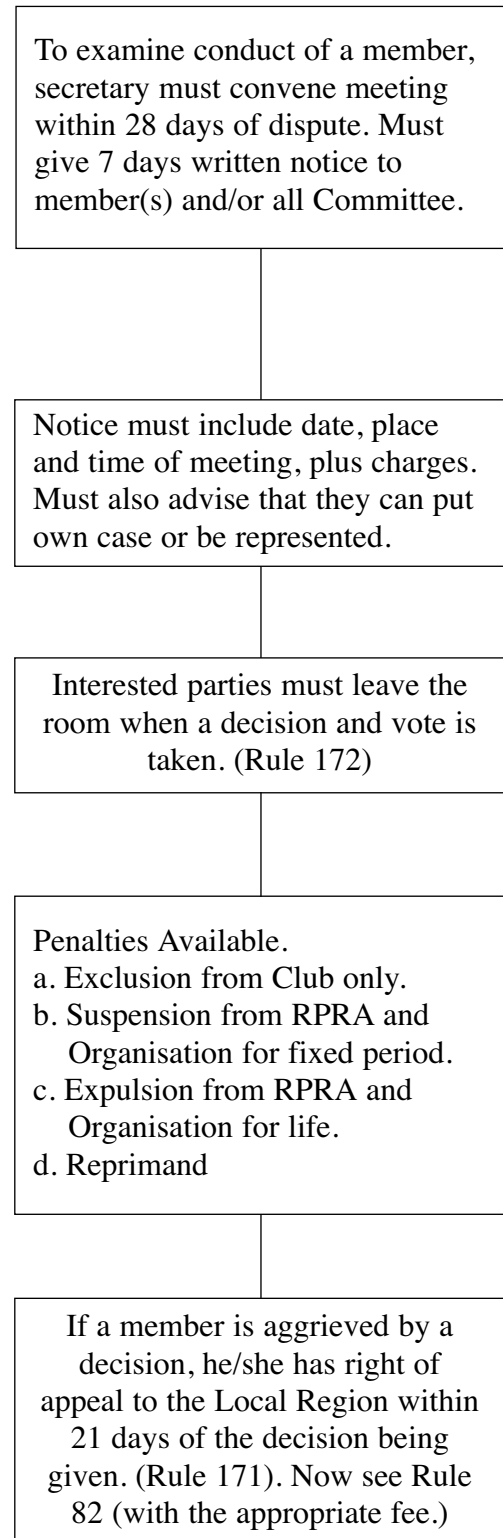 To examine conduct of a member,
secretary must convene meeting
within 28 days of dispute. Must
give 7 days written notice to
member(s) and/or all Committee.
Notice must include date, place
and time of meeting, plus charges.
Must also advise that they can put
own case or be represented.
Interested parties must leave the
room when a decision and vote is
taken. (Rule 172)
Penalties Available.
a. Exclusion from Club only.
b. Suspension from RPRA and
Organisation for fixed period.
c. Expulsion from RPRA and
Organisation for life.
d. Reprimand
If a member is aggrieved by a
decision, he/she has right of
appeal to the Local Region within
21 days of the decision being
given. (Rule 171). Now see Rule
82 (with the appropriate fee.)